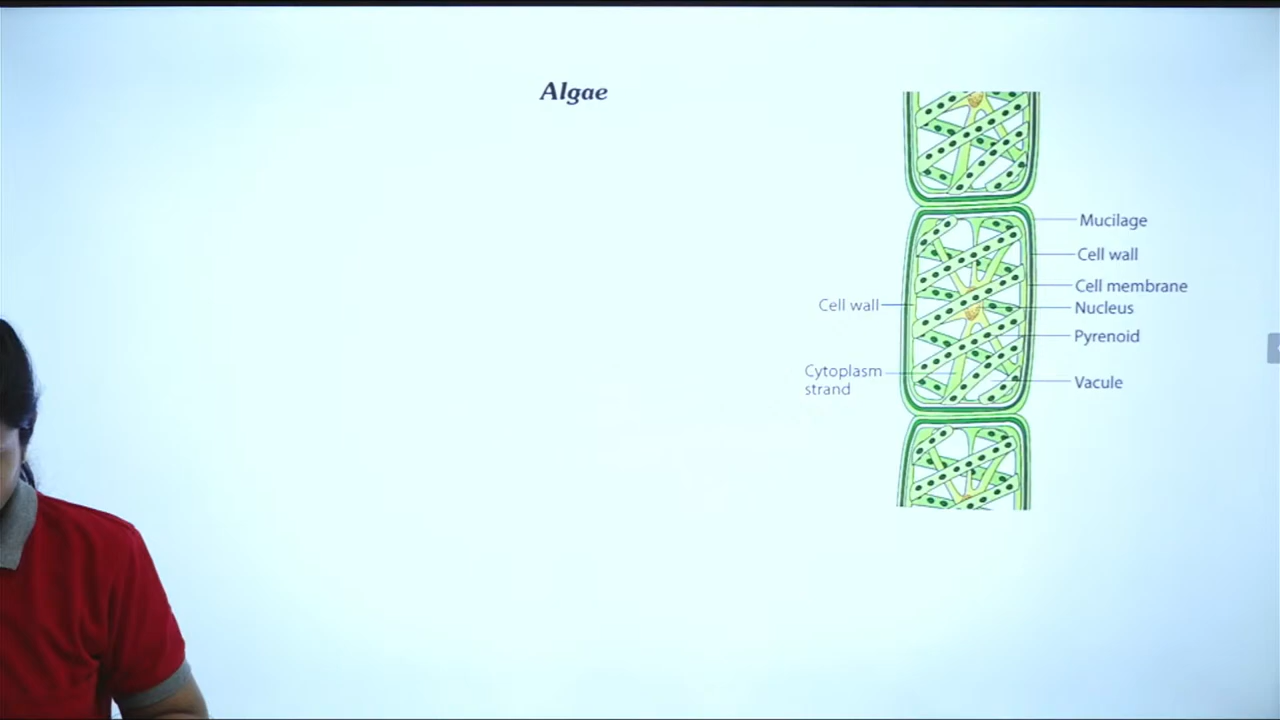 Algae
Mucilage
Cell wall
Cell membrane
Cell wall
Nucleus
Pyrenoid
Cytoplasm
strand
Vacule